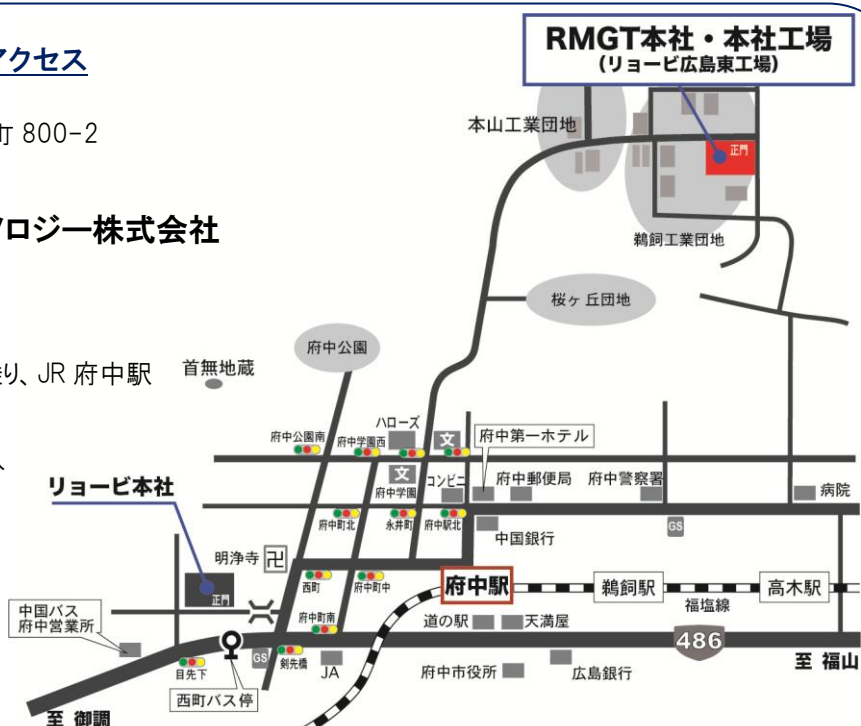 アクセス
RMGT本社・本社工場
(リョービ広島東工場)
町 800-2
本山工業団地
正門
ノロジー株式会社
鵜飼工業団地
桜ヶ丘団地
府中公園
り、JR 府中駅
首無地蔵
ハローズ
府中公園南
府中学園西
文
府中第一ホテル
リョービ本社
文
府中学園
コンビニ
府中郵便局
府中警察署
病院
府中町北
永井町
府中駅北
中国銀行
GS
明浄寺
卍
西町
府中町中
府中駅
鵜飼駅
高木駅
福塩線
正門
中国バス
府中営業所
府中町南
道の駅
天満屋
486
目先下
GS
剣先橋
JA
府中市役所
広島銀行
至 福山
西町バス停
至 御調